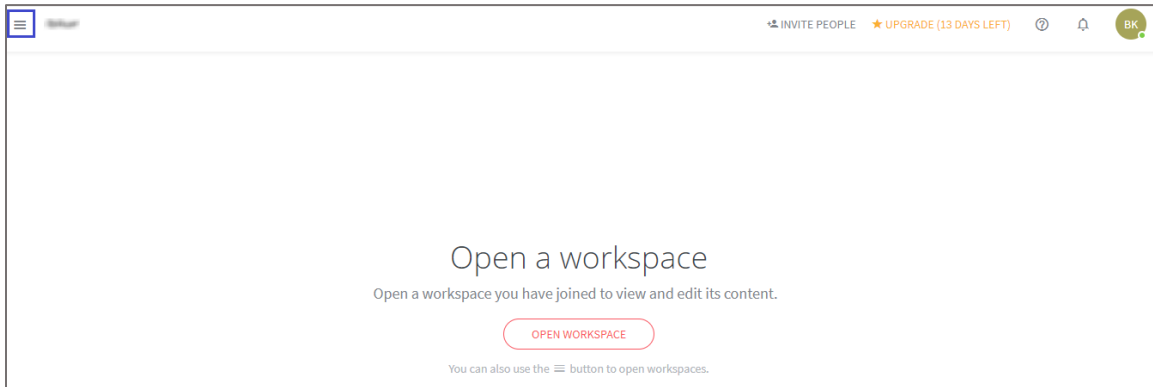 INVITE PEOPLE
UPGRADE (13 DAYS LEFT)
BK
Open a workspace
Open a workspace you have joined to view and edit its content.
OPEN WORKSPACE
You can also use the ≡ button to open workspaces.